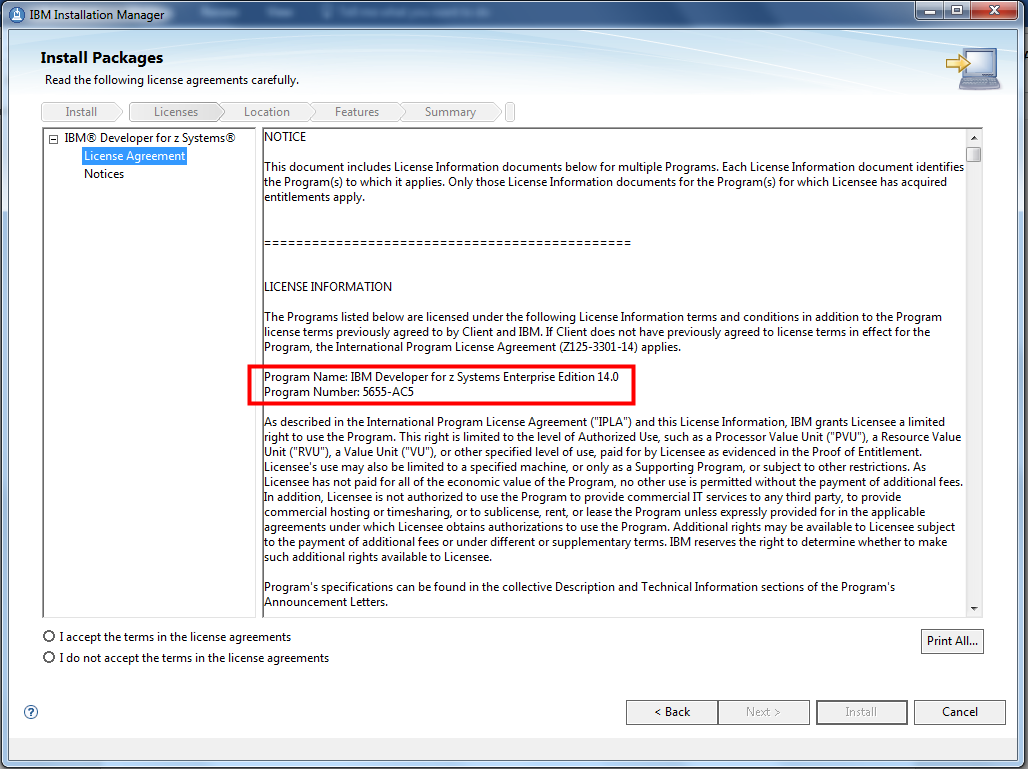 IBM Installation Manager
Install Packages
Read the following license agreements carefully.
Install
Licenses
Location
Features
Summary
IBM® Developer for z Systems®
License Agreement
Notices
NOTICE
This document includes License Information documents below for multiple Programs. Each License Information document identifies
the Program(s) to which it applies. Only those License Information documents for the Program(s) for which Licensee has acquired
entitlements apply.
==============================================
LICENSE INFORMATION
The Programs listed below are licensed under the following License Information terms and conditions in addition to the Program
license terms previously agreed to by Client and IBM. If Client does not have previously agreed to license terms in effect for the
Program, the International Program License Agreement (Z125-3301-14) applies.
Program Name: IBM Developer for z Systems Enterprise Edition 14.0
Program Number: 5655-AC5
As described in the International Program License Agreement ("IPLA") and this License Information, IBM grants Licensee a limited
right to use the Program. This right is limited to the level of Authorized Use, such as a Processor Value Unit ("PVU"), a Resource Value
Unit ("RVU"), a Value Unit ("VU"), or other specified level of use, paid for by Licensee as evidenced in the Proof of Entitlement.
Licensee's use may also be limited to a specified machine, or only as a Supporting Program, or subject to other restrictions. As
Licensee has not paid for all of the economic value of the Program, no other use is permitted without the payment of additional fees.
In addition, Licensee is not authorized to use the Program to provide commercial IT services to any third party, to provide
commercial hosting or timesharing, or to sublicense, rent, or lease the Program unless expressly provided for in the applicable
agreements under which Licensee obtains authorizations to use the Program. Additional rights may be available to Licensee subject
to the payment of additional fees or under different or supplementary terms. IBM reserves the right to determine whether to make
such additional rights available to Licensee.
Program's specifications can be found in the collective Description and Technical Information sections of the Program's
Announcement Letters.
I accept the terms in the license agreements
I do not accept the terms in the license agreements
Print All...
?
< Back
Next >
Install
Cancel